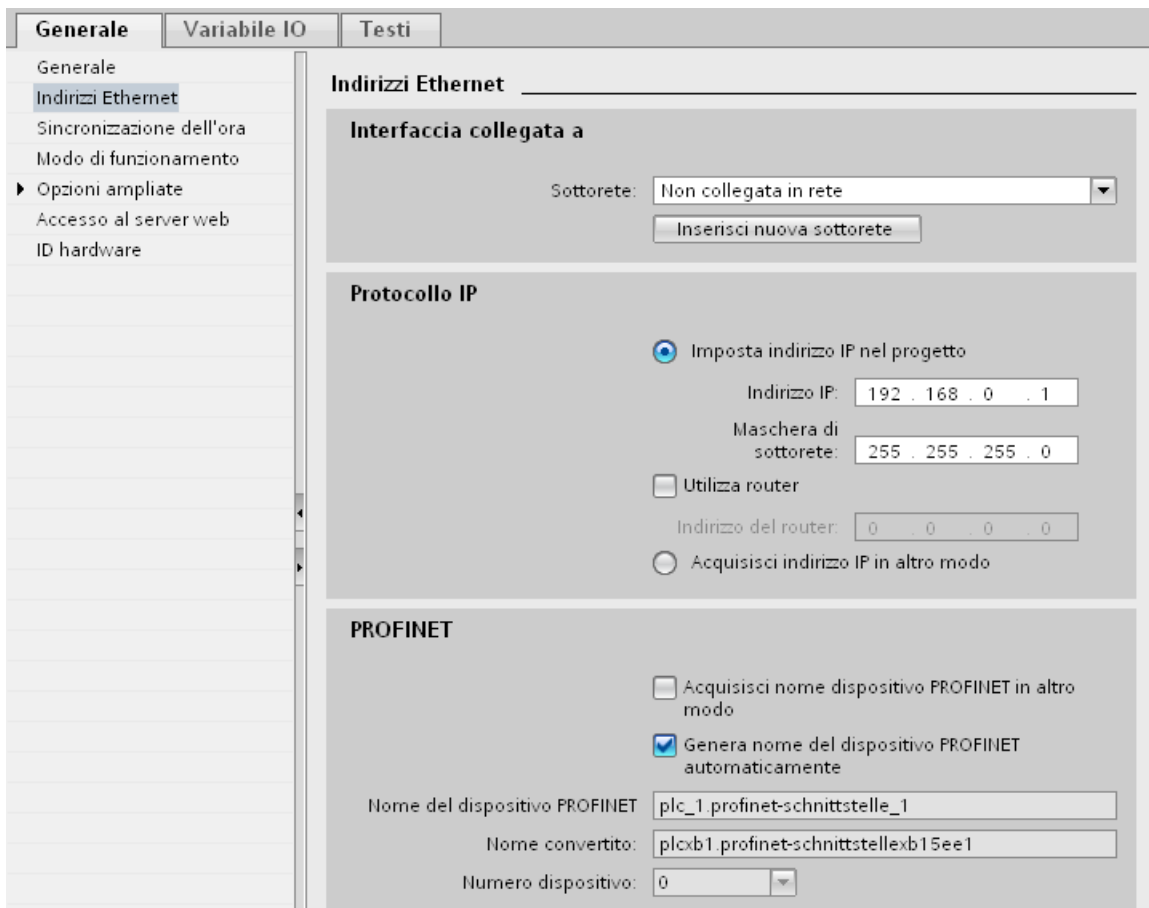 Generale
Variabile IO
Testi
Generale
Indirizzi Ethernet
Sincronizzazione dell'ora
Modo di funzionamento
Opzioni ampliate
Accesso al server web
ID hardware
Indirizzi Ethernet
Interfaccia collegata a
Sottorete: Non collegata in rete
Inserisci nuova sottorete
Protocollo IP
Imposta indirizzo IP nel progetto
Indirizzo IP: 192 . 168 . 0 . 1
Maschera di
sottorete: 255 . 255 . 255 . 0
Utilizza router
Indirizzo del router: 0 . 0 . 0 . 0
Acquisisci indirizzo IP in altro modo
PROFINET
Acquisisci nome dispositivo PROFINET in altro
modo
Genera nome del dispositivo PROFINET
automaticamente
Nome del dispositivo PROFINET plc_1.profinet-schnittstelle_1
Nome convertito: plcxb1.profinet-schnittstellexb15ee1
Numero dispositivo: 0